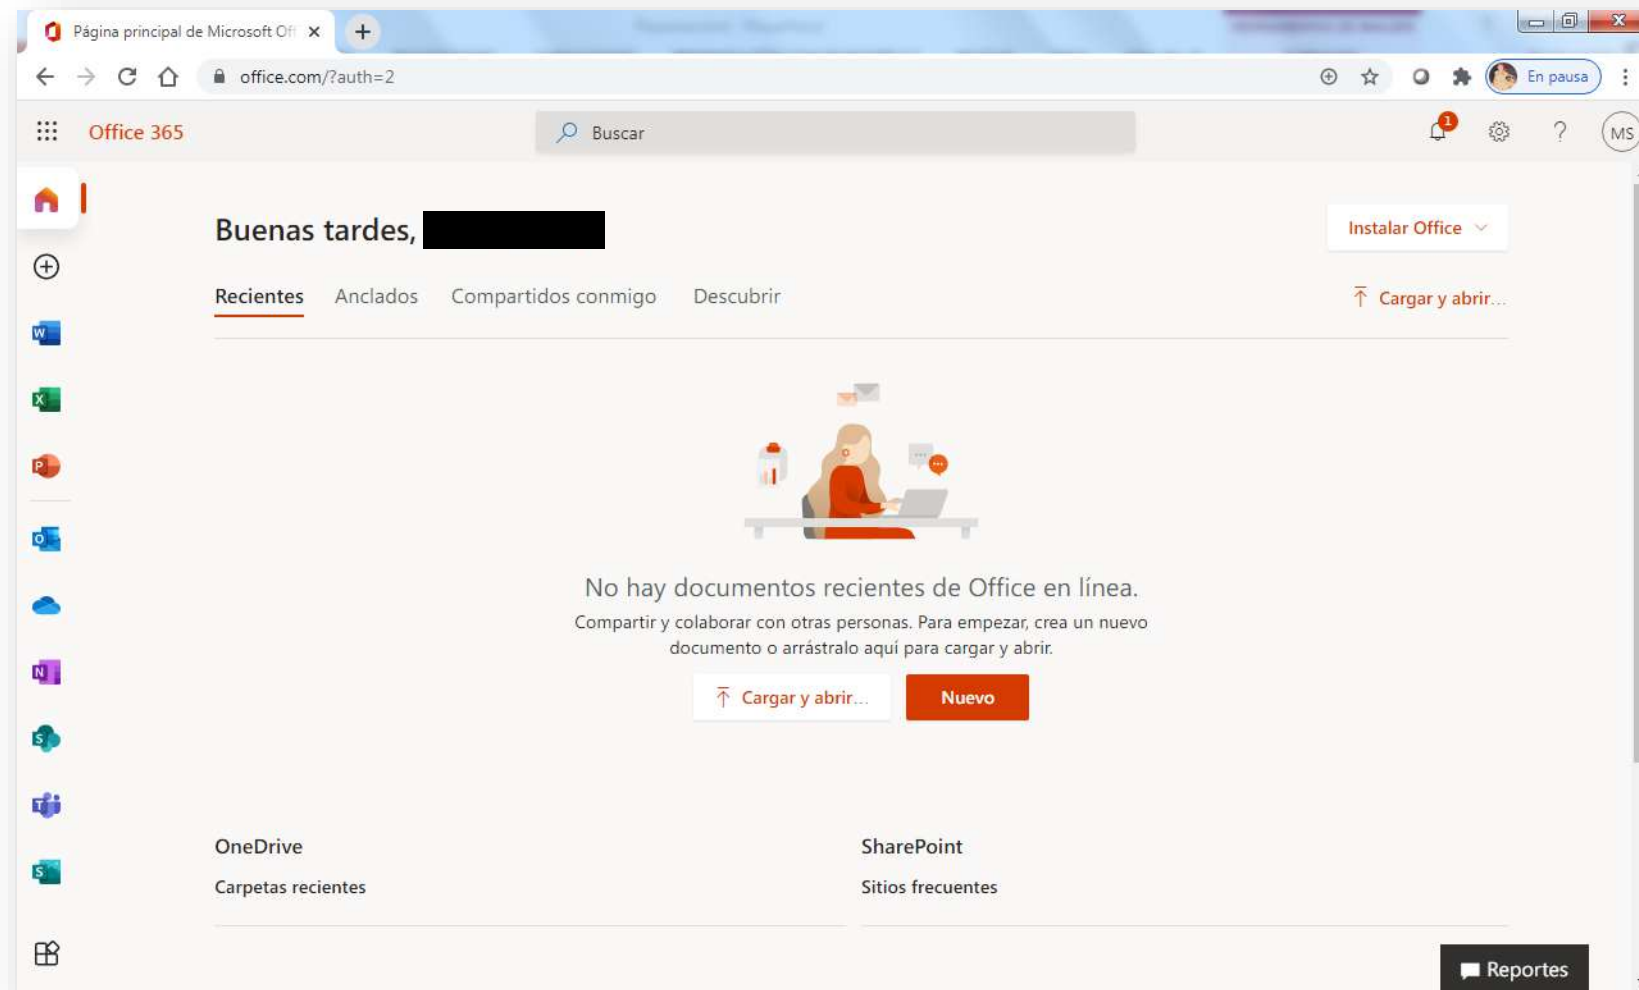 Página principal de Microsoft Of
office.com/?auth=2
En pausa
Office 365
Buscar
1
MS
Buenas tardes,
Instalar Office
Recientes
Anclados
Compartidos conmigo
Descubrir
Cargar y abrir...
W
X
P
O
N
S
T
S
No hay documentos recientes de Office en línea.
Compartir y colaborar con otras personas. Para empezar, crea un nuevo
documento o arrástralo aquí para cargar y abrir.
Cargar y abrir...
Nuevo
OneDrive
SharePoint
Carpetas recientes
Sitios frecuentes
Reportes